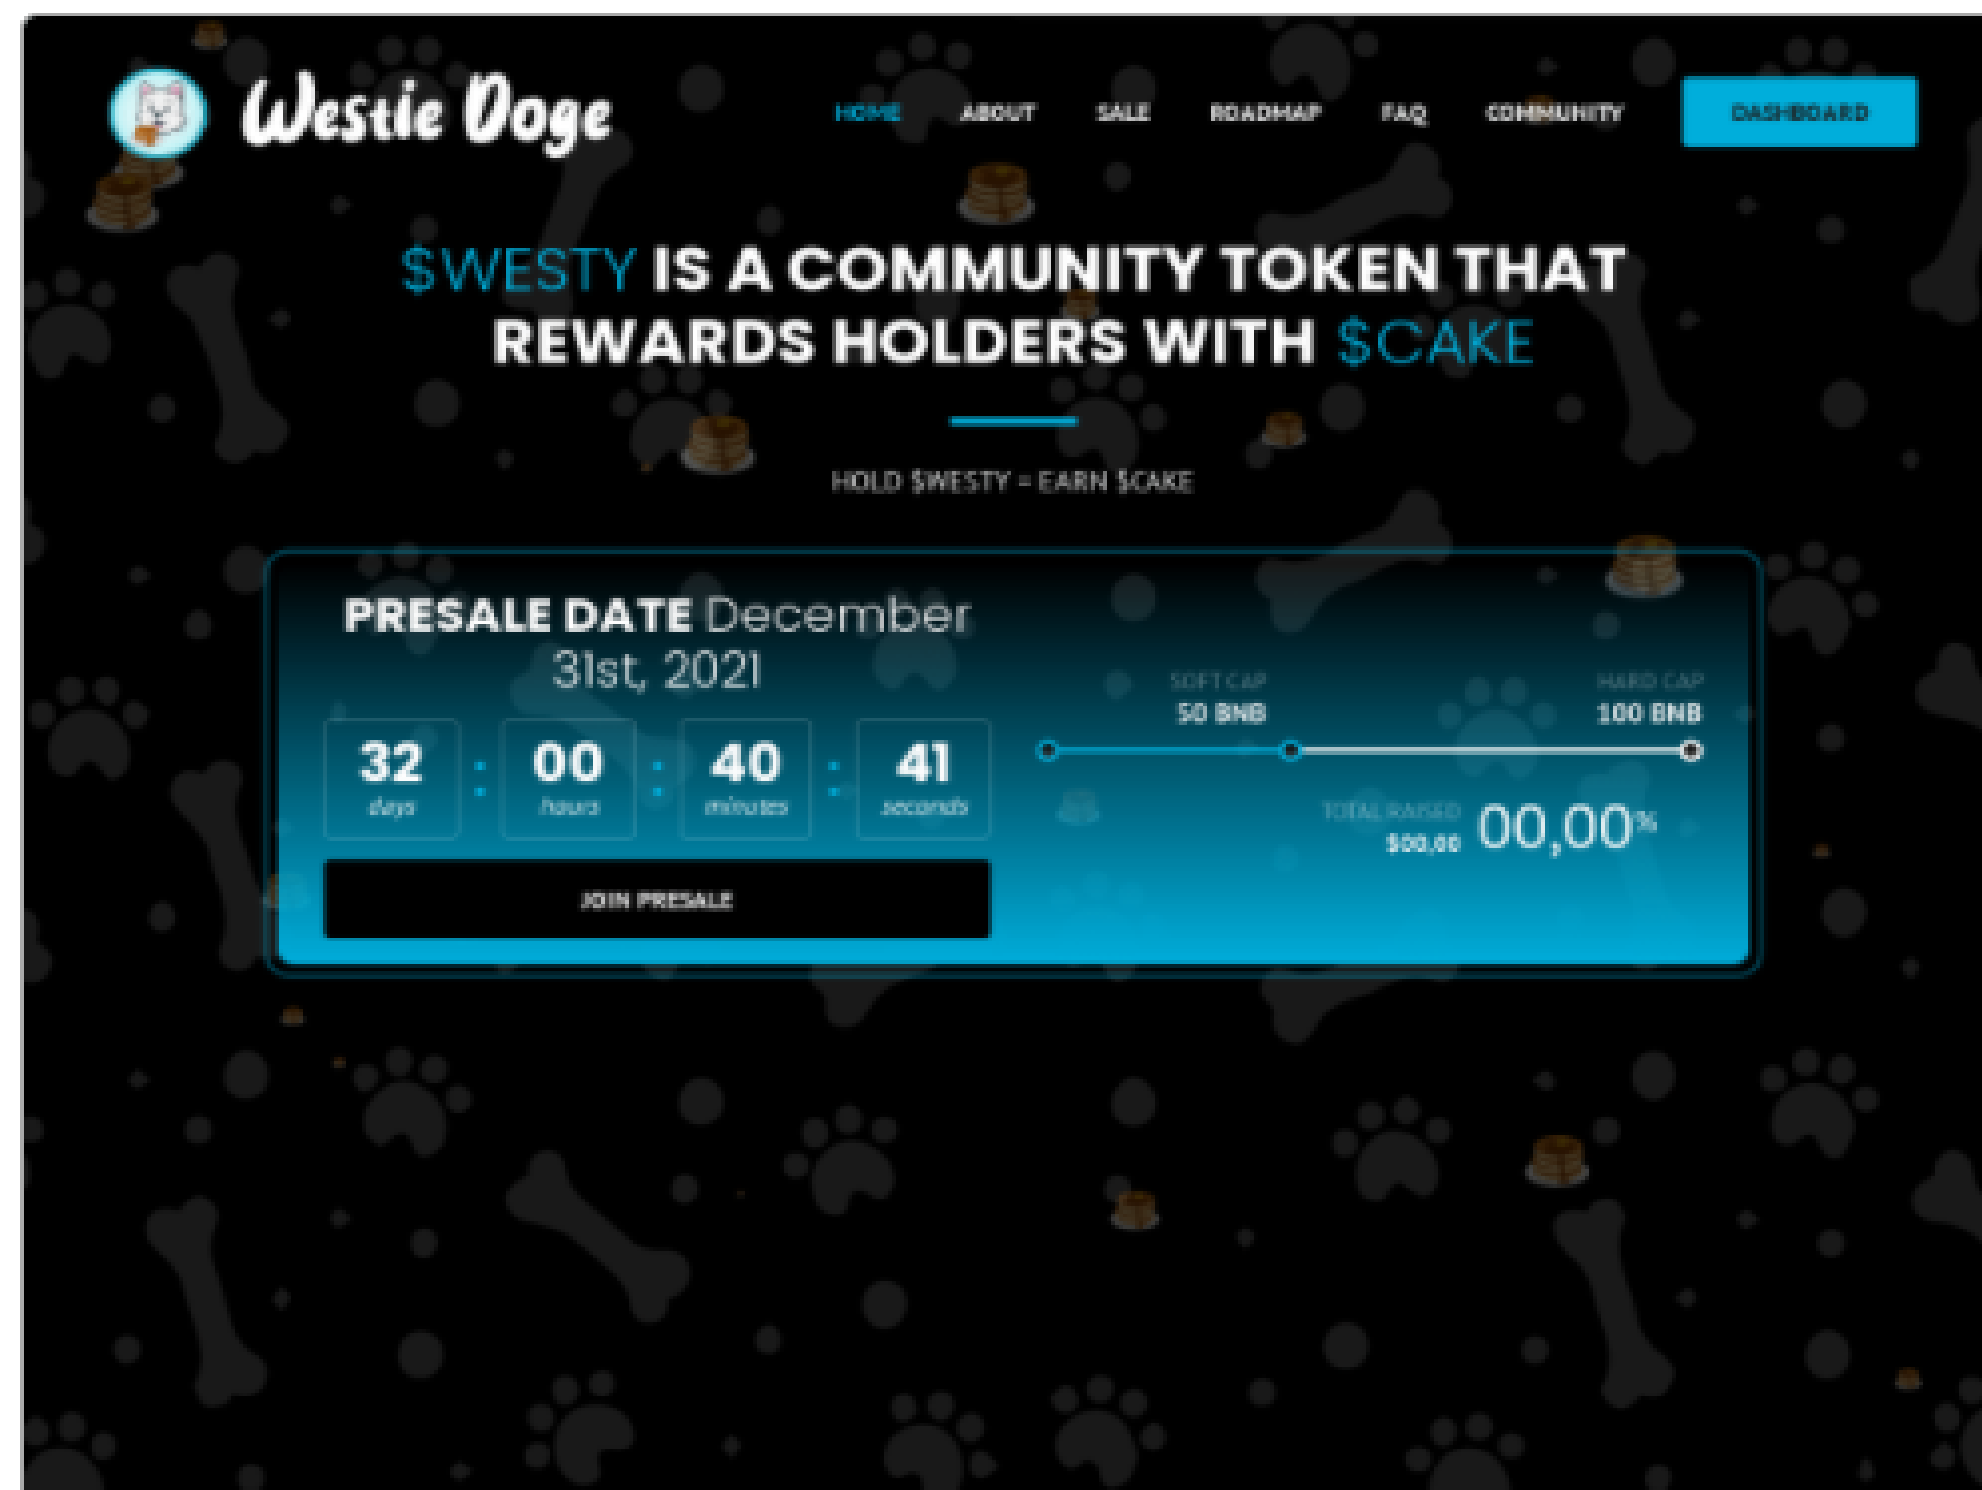 Westie Doge
HOME ABOUT SALE ROADMAP FAQ COMMUNITY DASHBOARD
$WESTY IS A COMMUNITY TOKEN THAT
REWARDS HOLDERS WITH $CAKE
HOLD $WESTY = EARN $CAKE
PRESALE DATE December
31st, 2021
32 : 00 : 40 : 41
days hours minutes seconds
JOIN PRESALE
SOFT CAP HARD CAP
50 BNB 100 BNB
TOTAL RAISED
$00,00 00,00%